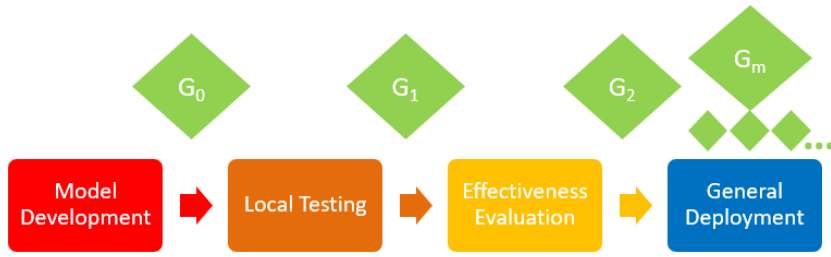 G₀
G₁
G₂
Gₘ
Model
Development
Local Testing
Effectiveness
Evaluation
General
Deployment